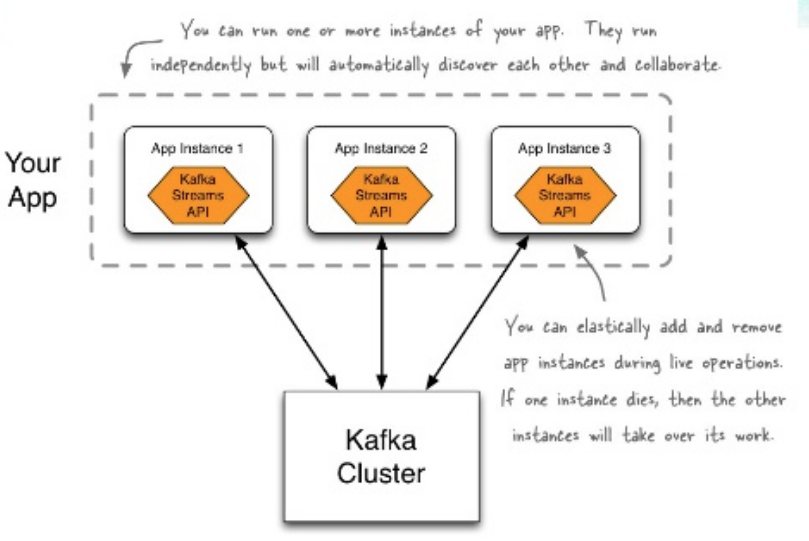 You can run one or more instances of your app. They run
independently but will automatically discover each other and collaborate.
Your
App
App Instance 1
Kafka
Streams
API
App Instance 2
Kafka
Streams
API
App Instance 3
Kafka
Streams
API
You can elastically add and remove
app instances during live operations.
If one instance dies, then the other
instances will take over its work.
Kafka
Cluster